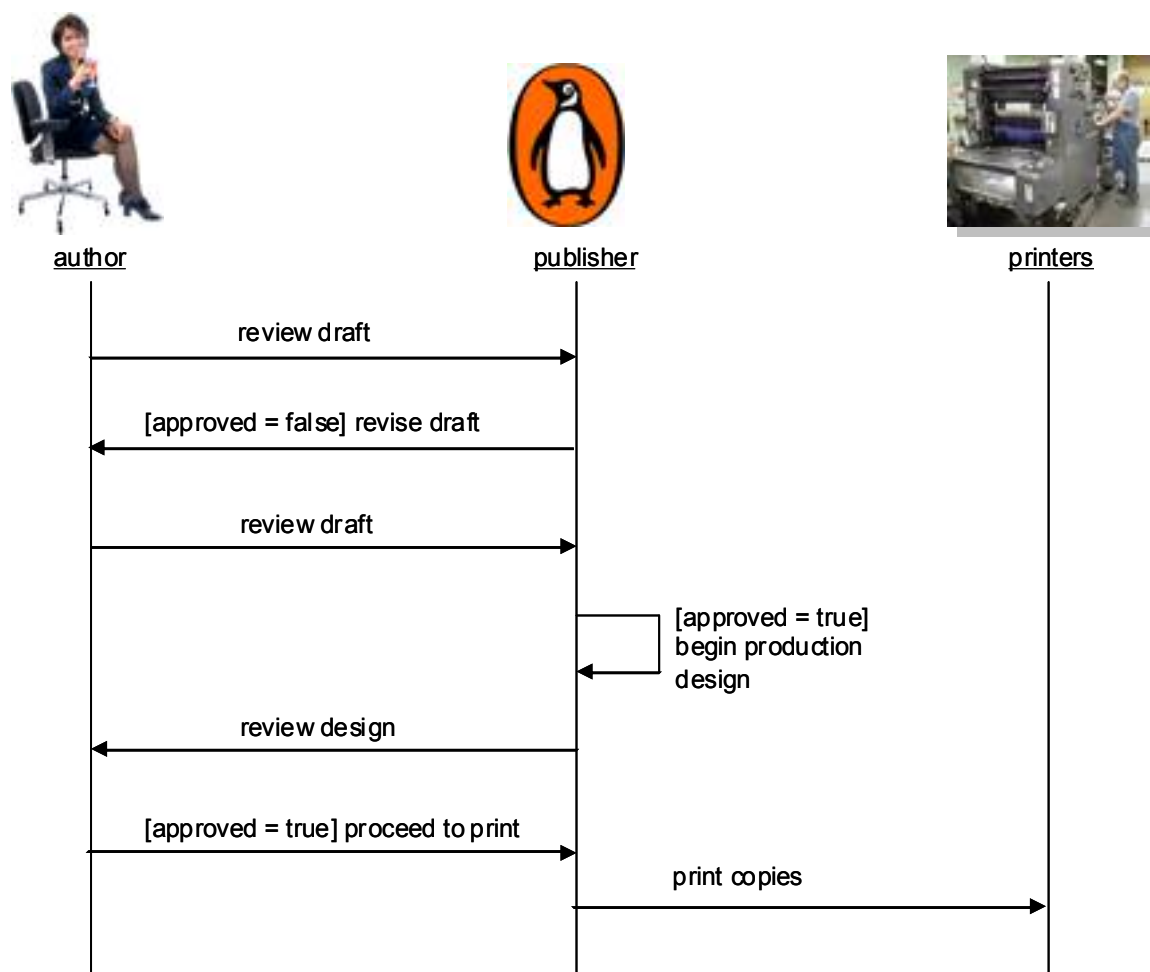 author
publisher
printers
review draft
[approved = false] revise draft
review draft
[approved = true]
begin production
design
review design
[approved = true] proceed to print
print copies